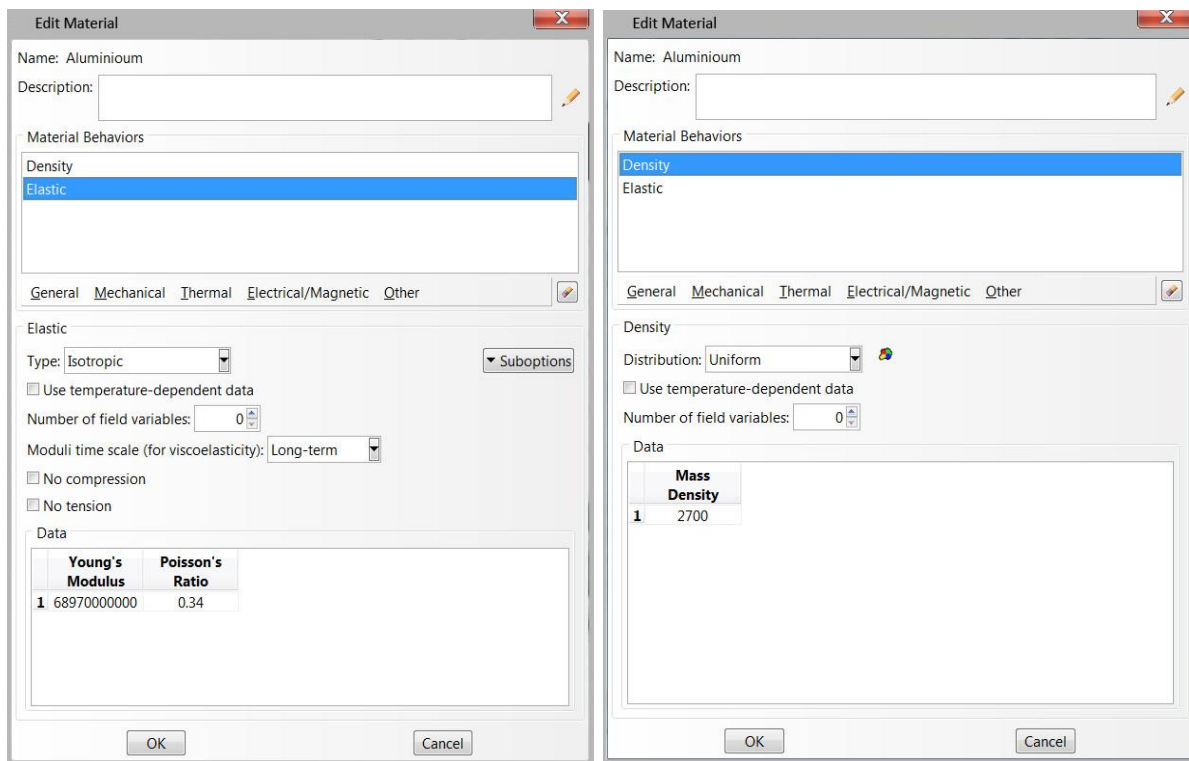 Edit Material
X
Name: Aluminioum
Description:
Material Behaviors
Density
Elastic
General Mechanical Thermal Electrical/Magnetic Other
Elastic
Type: Isotropic
Suboptions
Use temperature-dependent data
Number of field variables: 0
Moduli time scale (for viscoelasticity): Long-term
No compression
No tension
Data
Young's Modulus
Poisson's Ratio
1 68970000000 0.34
OK Cancel
Edit Material
X
Name: Aluminioum
Description:
Material Behaviors
Density
Elastic
General Mechanical Thermal Electrical/Magnetic Other
Density
Distribution: Uniform
Use temperature-dependent data
Number of field variables: 0
Data
Mass
Density
1 2700
OK Cancel